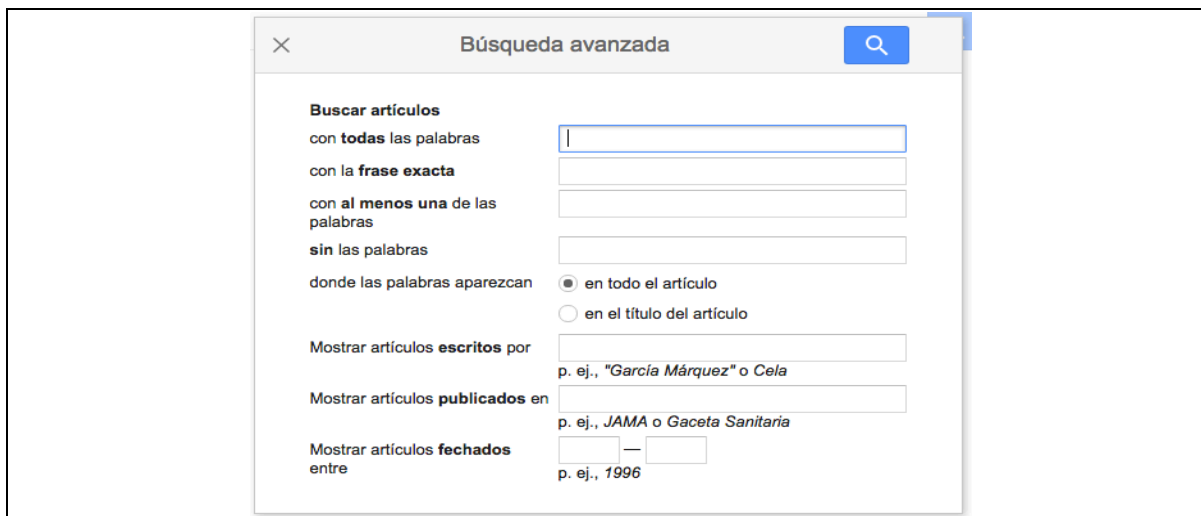 Búsqueda avanzada
Buscar artículos
con todas las palabras
con la frase exacta
con al menos una de las
palabras
sin las palabras
donde las palabras aparezcan
en todo el artículo
en el título del artículo
Mostrar artículos escritos por
p. ej., "García Márquez" o Cela
Mostrar artículos publicados en
p. ej., JAMA o Gaceta Sanitaria
Mostrar artículos fechados
entre
—
p. ej., 1996